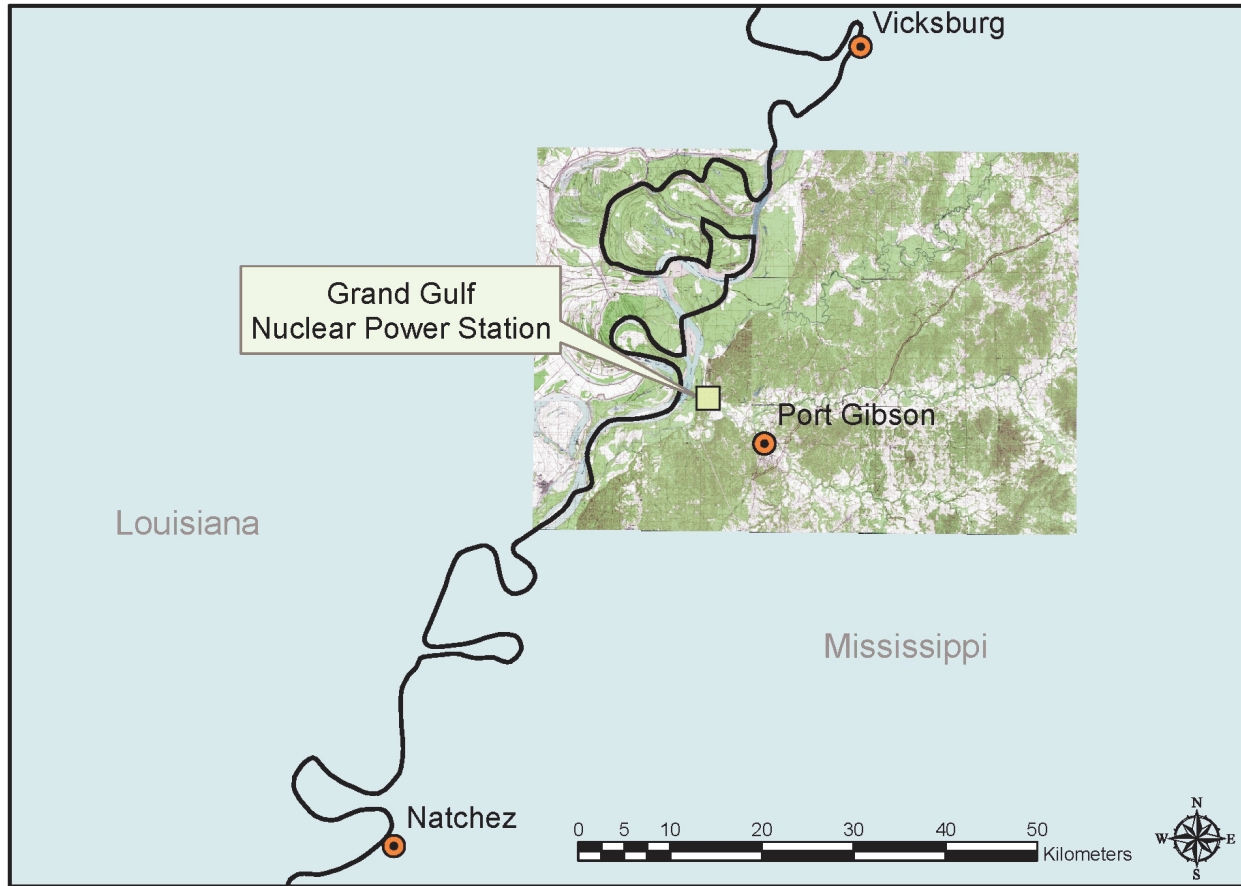 Vicksburg
Grand Gulf
Nuclear Power Station
Port Gibson
Louisiana
Mississippi
Natchez
0 5 10 20 30 40 50
Kilometers
N
W E
S